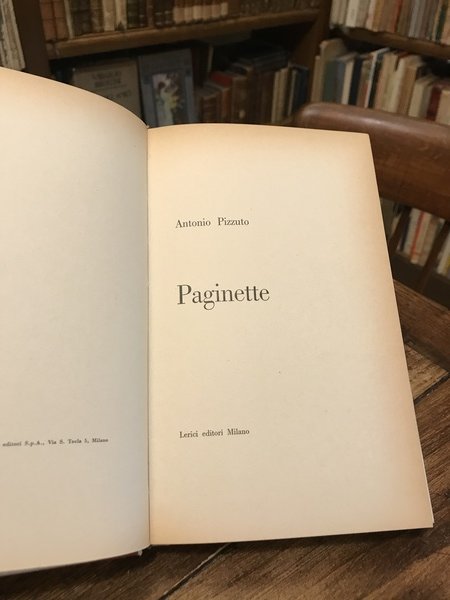 editori S.p.A., Via S. Tecla 5, Milano
Antonio Pizzuto
Paginette
Lerici editori Milano